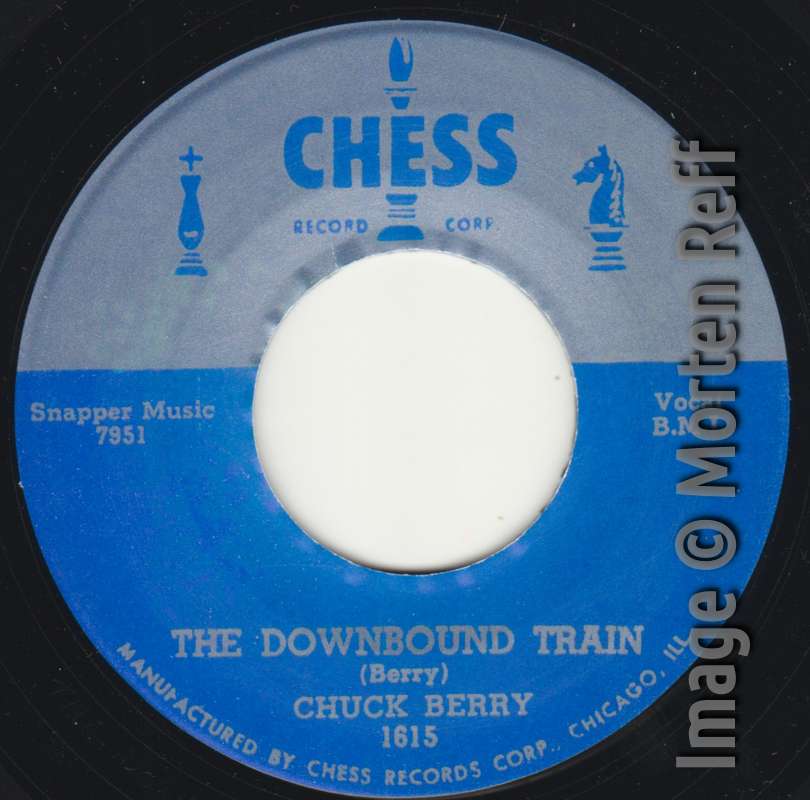 CHESS
RECORD CORP.
Snapper Music
7951
Vocal
THE DOWNBOUND TRAIN
(Berry)
CHUCK BERRY
1615
MANUFACTURED BY CHESS RECORDS CORP., CHICAGO, ILL
Image © Morten Reff